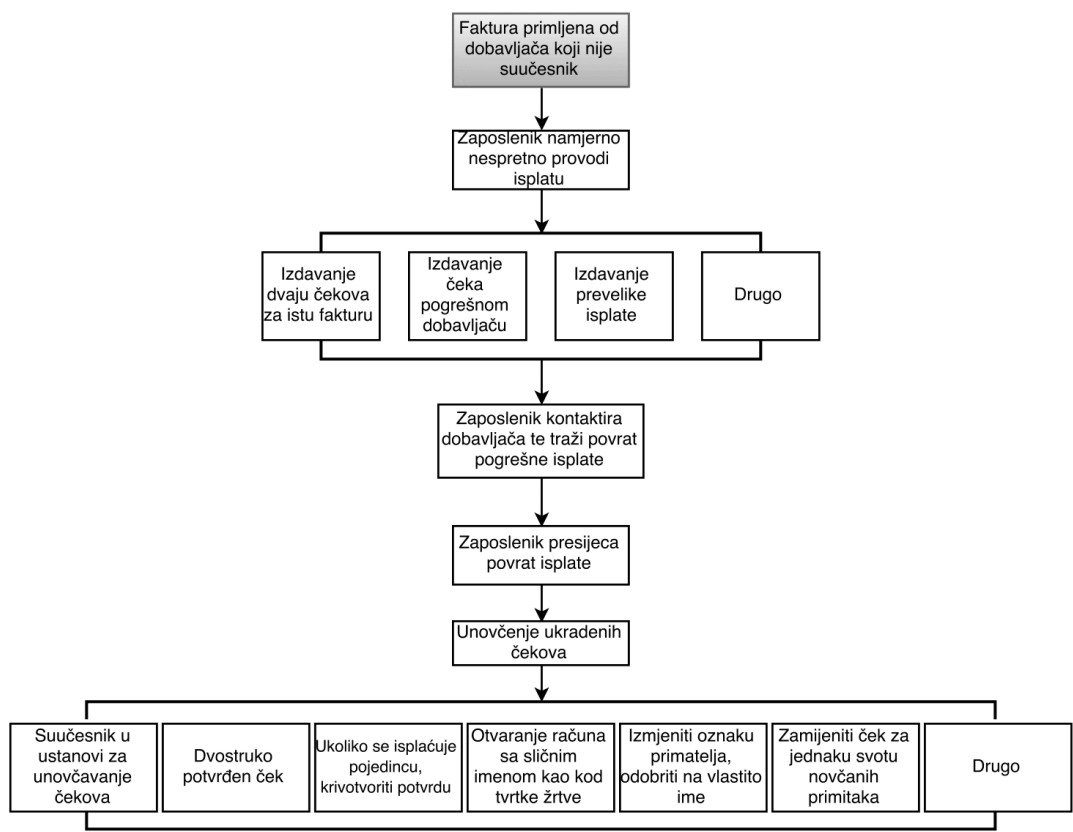 Faktura primljena od
dobavljača koji nije
suučesnik
Zaposlenik namjerno
nespretno provodi
isplatu
Izdavanje
dvaju čekova
za istu fakturu
Izdavanje
čeka
pogrešnom
dobavljaču
Izdavanje
prevelike
isplate
Drugo
Zaposlenik kontaktira
dobavljača te traži povrat
pogrešne isplate
Zaposlenik presijeca
povrat isplate
Unovčenje ukradenih
čekova
Suučesnik u
ustanovi za
unovčavanje
čekova
Dvostruko
potvrđen ček
Ukoliko se isplaćuje
pojedincu,
krivotvoriti potvrdu
Otvaranje računa
sa sličnim
imenom kao kod
tvrtke žrtve
Izmjeniti oznaku
primatelja,
odobriti na vlastito
ime
Zamijeniti ček za
jednaku svotu
novčanih
primitaka
Drugo